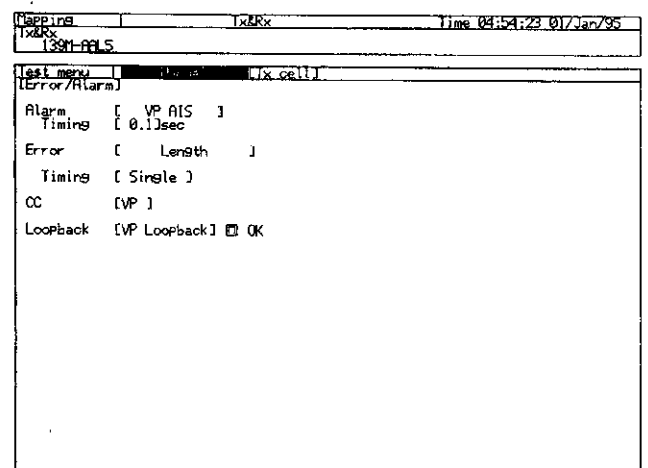 Mapping Tx&Rx Time 04:54:23 01/Jan/95
Tx&Rx
139M-AAL5
Test menu [Tx cell]
[Error/Alarm]
Alarm [ VP AIS ]
Timing [ 0.1]sec
Error [ Length ]
Timing [ Single ]
CC [VP ]
Loopback [VP Loopback] OK